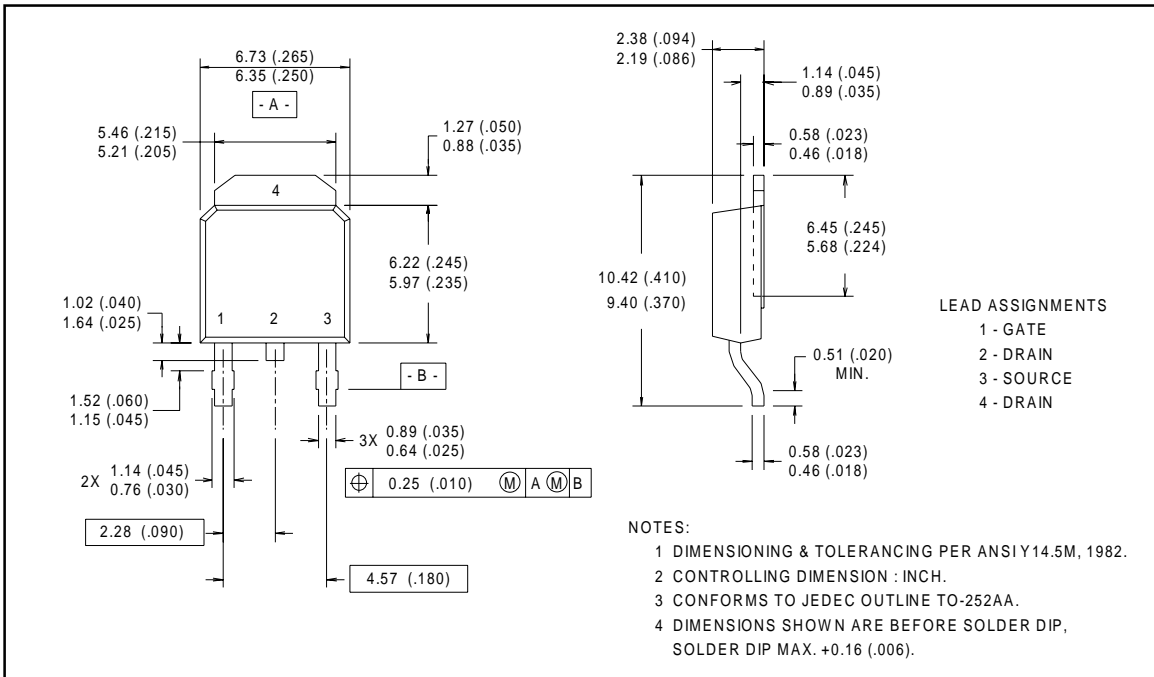 6.73 (.265)
6.35 (.250)
- A -
5.46 (.215)
5.21 (.205)
1.27 (.050)
0.88 (.035)
4
6.22 (.245)
5.97 (.235)
1.02 (.040)
1.64 (.025)
1 2 3
- B -
1.52 (.060)
1.15 (.045)
3X 0.89 (.035)
0.64 (.025)
2X 1.14 (.045)
0.76 (.030)
⌖ 0.25 (.010) Ⓜ A Ⓜ B
2.28 (.090)
4.57 (.180)
2.38 (.094)
2.19 (.086)
1.14 (.045)
0.89 (.035)
0.58 (.023)
0.46 (.018)
6.45 (.245)
5.68 (.224)
10.42 (.410)
9.40 (.370)
0.51 (.020)
MIN.
0.58 (.023)
0.46 (.018)
LEAD ASSIGNMENTS
1 - GATE
2 - DRAIN
3 - SOURCE
4 - DRAIN
NOTES:
1 DIMENSIONING & TOLERANCING PER ANSI Y14.5M, 1982.
2 CONTROLLING DIMENSION : INCH.
3 CONFORMS TO JEDEC OUTLINE TO-252AA.
4 DIMENSIONS SHOWN ARE BEFORE SOLDER DIP,
SOLDER DIP MAX. +0.16 (.006).